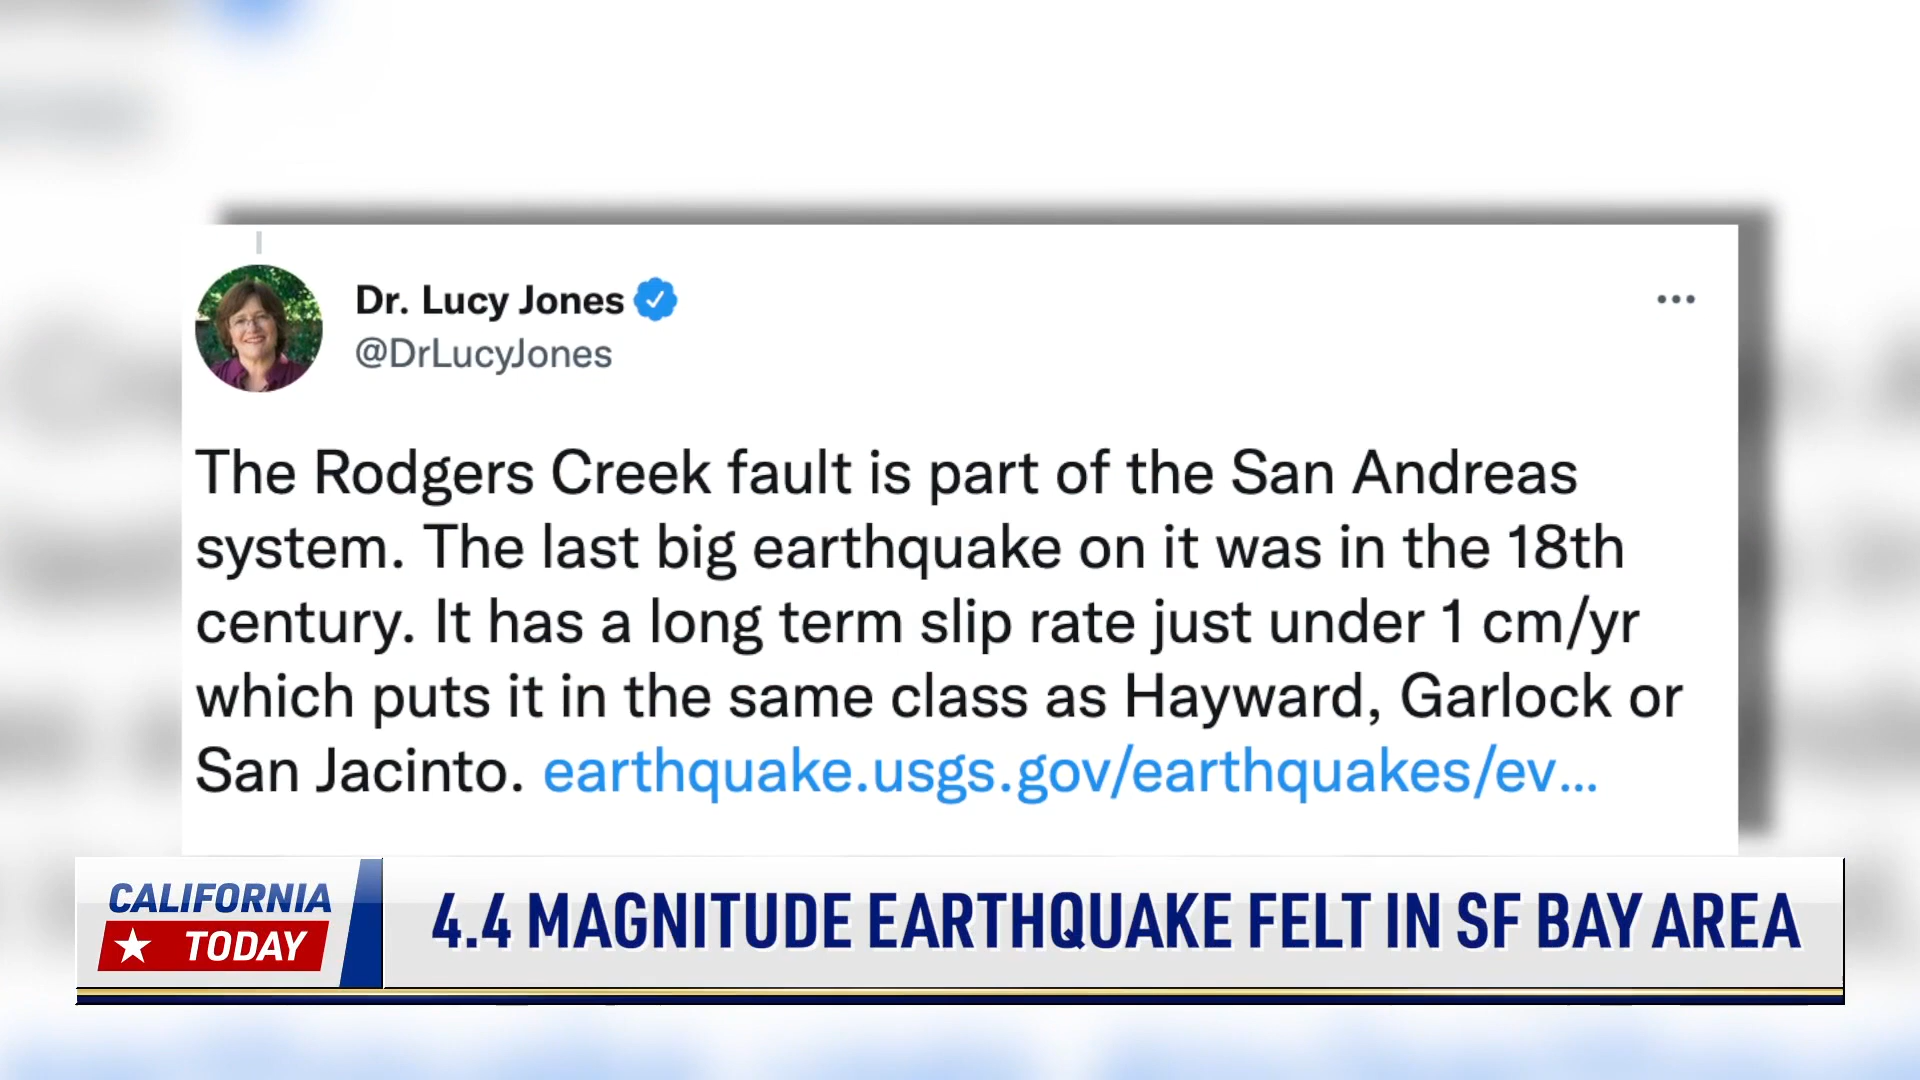 Dr. Lucy Jones
@DrLucyJones
The Rodgers Creek fault is part of the San Andreas
system. The last big earthquake on it was in the 18th
century. It has a long term slip rate just under 1 cm/yr
which puts it in the same class as Hayward, Garlock or
San Jacinto. earthquake.usgs.gov/earthquakes/ev...
CALIFORNIA
TODAY
4.4 MAGNITUDE EARTHQUAKE FELT IN SF BAY AREA